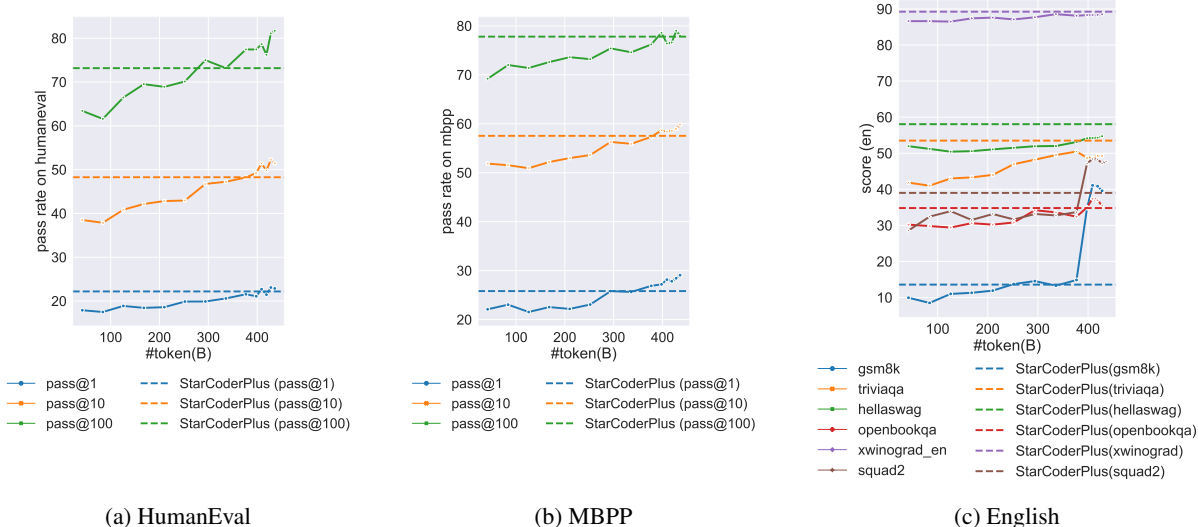 80
70
60
50
40
30
20
pass rate on humaneval
100 200 300 400
#token(B)
pass@1 StarCoderPlus (pass@1)
pass@10 StarCoderPlus (pass@10)
pass@100 StarCoderPlus (pass@100)
(a) HumanEval
80
70
60
50
40
30
20
pass rate on mbpp
100 200 300 400
#token(B)
pass@1 StarCoderPlus (pass@1)
pass@10 StarCoderPlus (pass@10)
pass@100 StarCoderPlus (pass@100)
(b) MBPP
90
80
70
60
50
40
30
20
10
score (en)
100 200 300 400
#token(B)
gsm8k StarCoderPlus(gsm8k)
triviaqa StarCoderPlus(triviaqa)
hellaswag StarCoderPlus(hellaswag)
openbookqa StarCoderPlus(openbookqa)
xwinograd_en StarCoderPlus(xwinograd)
squad2 StarCoderPlus(squad2)
(c) English